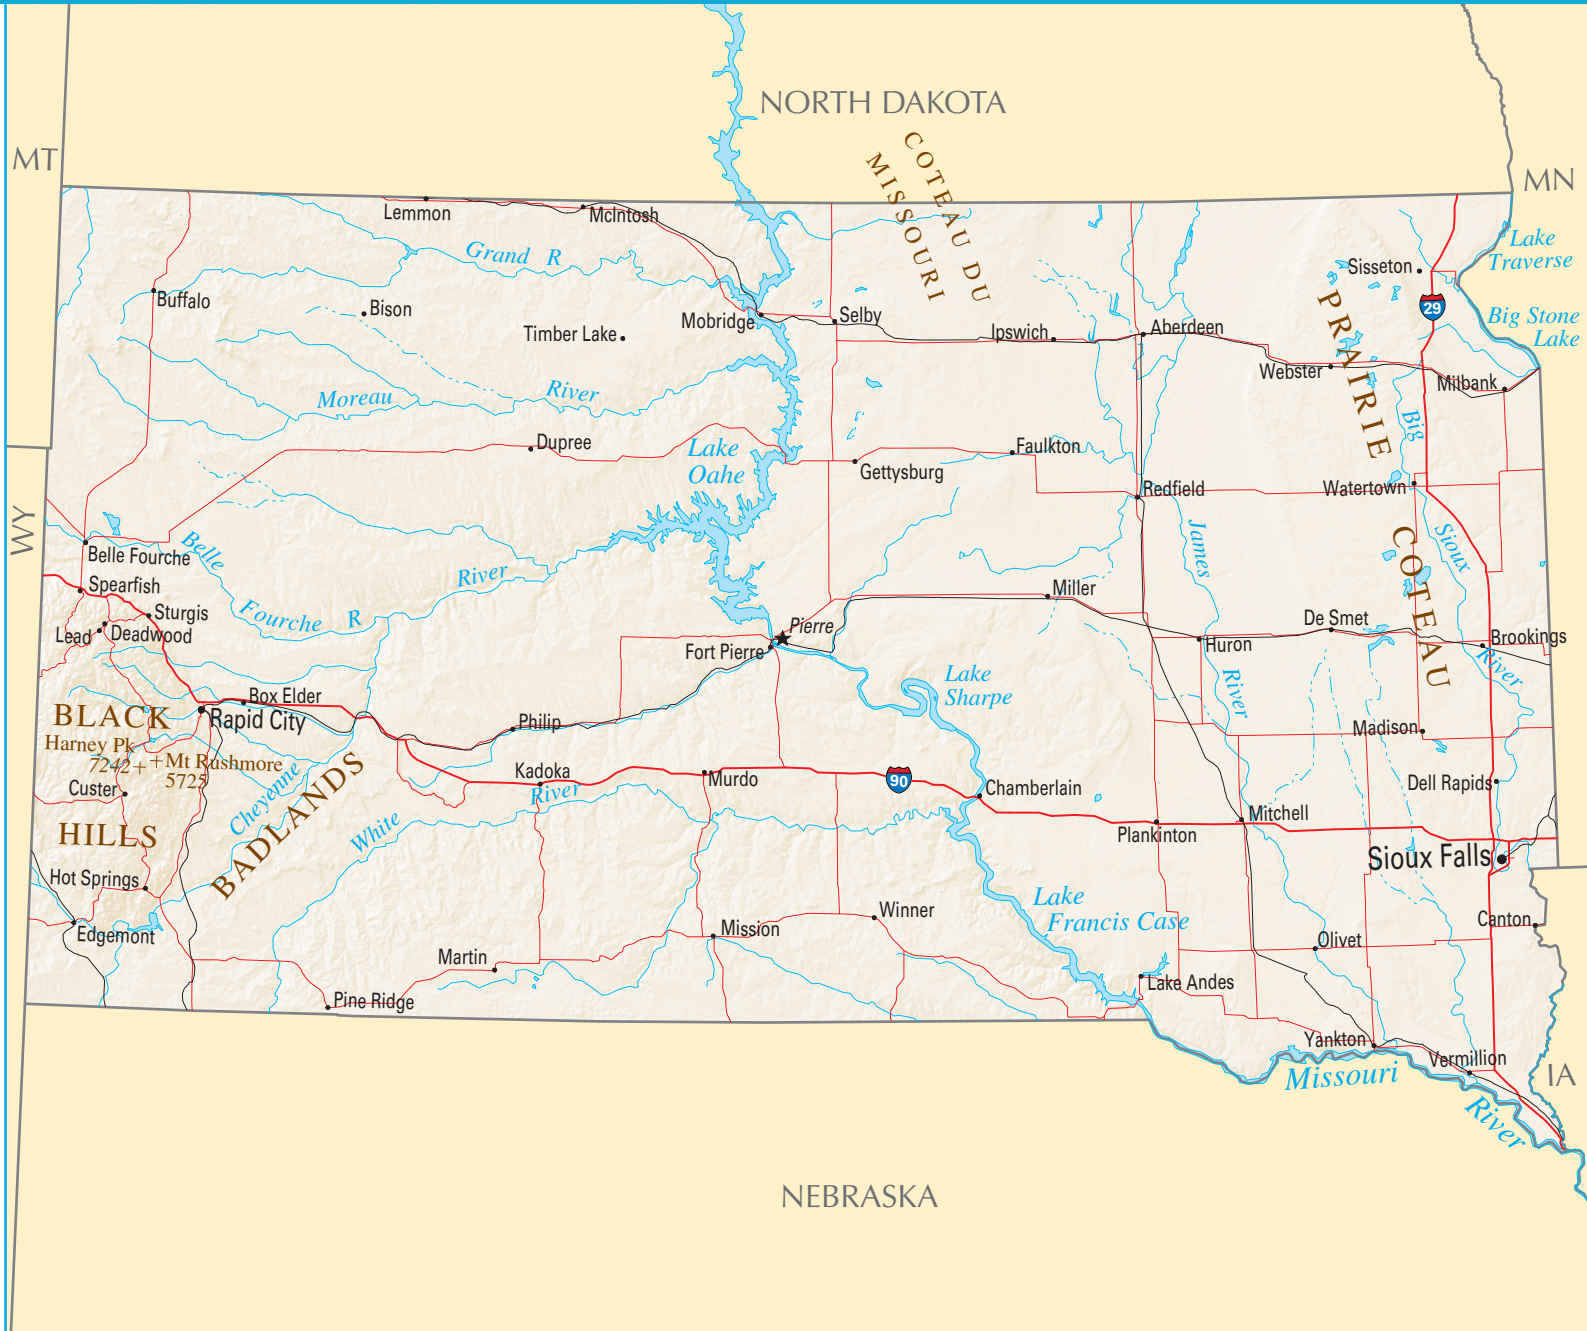 NORTH DAKOTA
MT
MN
COTEAU DU
MISSOURI
Lemmon
McIntosh
Grand R
Lake
Traverse
Sisseton
Buffalo
Bison
29
Big Stone
Lake
Timber Lake
Mobridge
Selby
Ipswich
Aberdeen
PRAIRIE
Webster
Milbank
Moreau
River
Big
Dupree
Lake
Oahe
Gettysburg
Faulkton
Redfield
Watertown
WY
Belle Fourche
Belle
Fourche R
River
James
River
Sioux
River
COTEAU
Spearfish
Sturgis
Lead
Deadwood
Miller
De Smet
Pierre
Fort Pierre
Huron
Brookings
Lake
Sharpe
Box Elder
Rapid City
BLACK
HILLS
Harney Pk
7242+
+Mt Rushmore
5725
Philip
Madison
Custer
Cheyenne
BADLANDS
Kadoka
River
White
Murdo
90
Chamberlain
Dell Rapids
Plankinton
Mitchell
Sioux Falls
Hot Springs
Edgemont
Lake
Francis Case
Winner
Mission
Canton
Olivet
Martin
Lake Andes
Pine Ridge
Yankton
Vermillion
Missouri
River
IA
NEBRASKA